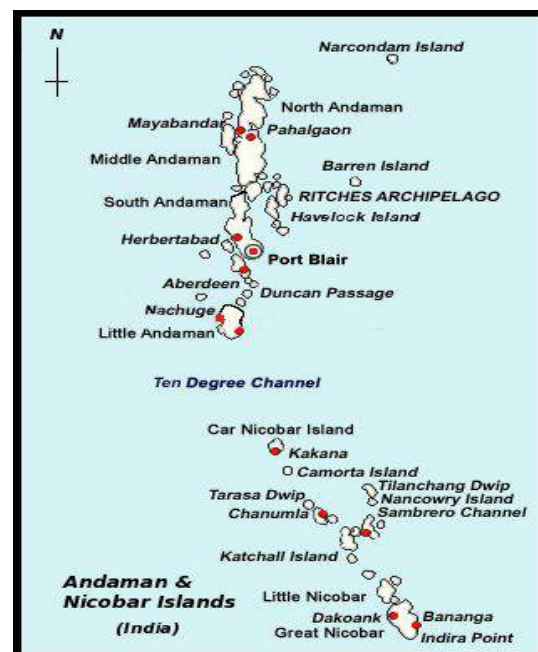 N
Narcondam Island
North Andaman
Mayabandar
Pahalgaon
Middle Andaman
Barren Island
RITCHES ARCHIPELAGO
South Andaman
Havelock Island
Herbertabad
Port Blair
Aberdeen
Duncan Passage
Nachuge
Little Andaman
Ten Degree Channel
Car Nicobar Island
Kakana
Camorta Island
Tilanchang Dwip
Tarasa Dwip
Nancowry Island
Chanumla
Sambrero Channel
Katchall Island
Andaman &
Nicobar Islands
(India)
Little Nicobar
Dakoank
Bananga
Great Nicobar
Indira Point